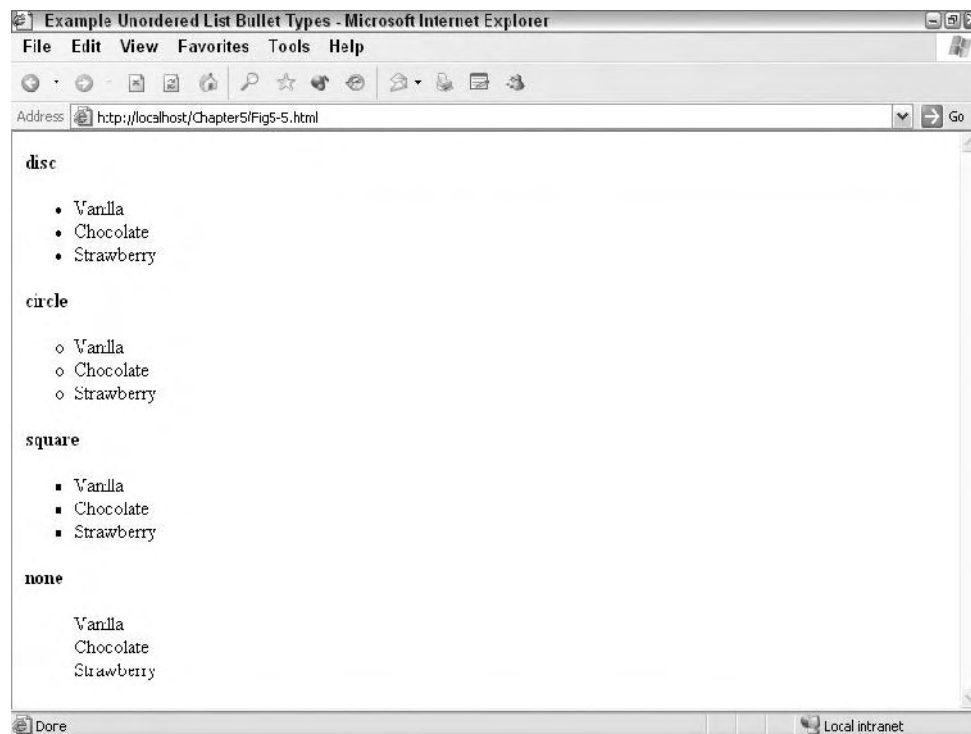 Example Unordered List Bullet Types - Microsoft Internet Explorer
File Edit View Favorites Tools Help
Address http://localhost/Chapter5/Fig5-5.html Go
disc
• Vanilla
• Chocolate
• Strawberry
circle
o Vanilla
o Chocolate
o Strawberry
square
▪ Vanilla
▪ Chocolate
▪ Strawberry
none
Vanilla
Chocolate
Strawberry
Done Local intranet